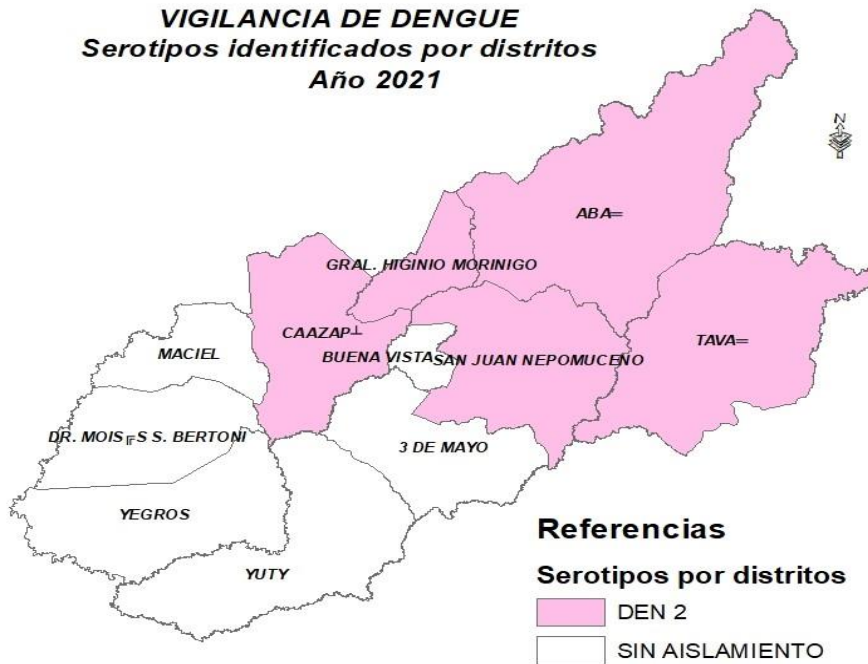 VIGILANCIA DE DENGUE
Serotipos identificados por distritos
Año 2021
N
ABA═
GRAL. HIGINIO MORINIGO
CAAZAP┴
TAVA═
MACIEL
BUENA VISTA
SAN JUAN NEPOMUCENO
DR. MOIS╔S S. BERTONI
3 DE MAYO
YEGROS
YUTY
Referencias
Serotipos por distritos
DEN 2
SIN AISLAMIENTO